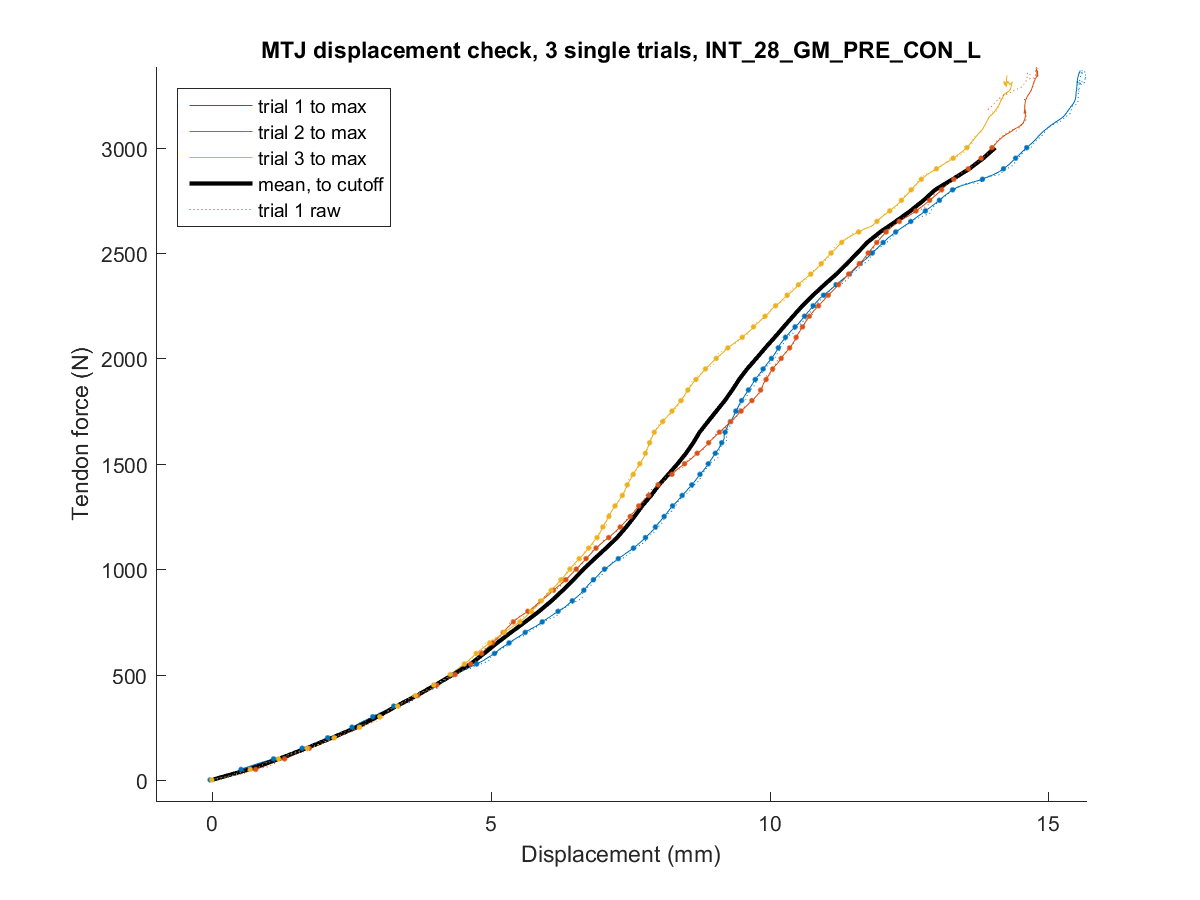 MTJ displacement check, 3 single trials, INT_28_GM_PRE_CON_L
trial 1 to max
trial 2 to max
trial 3 to max
mean, to cutoff
trial 1 raw
3000
2500
2000
1500
1000
500
0
Tendon force (N)
0 5 10 15
Displacement (mm)